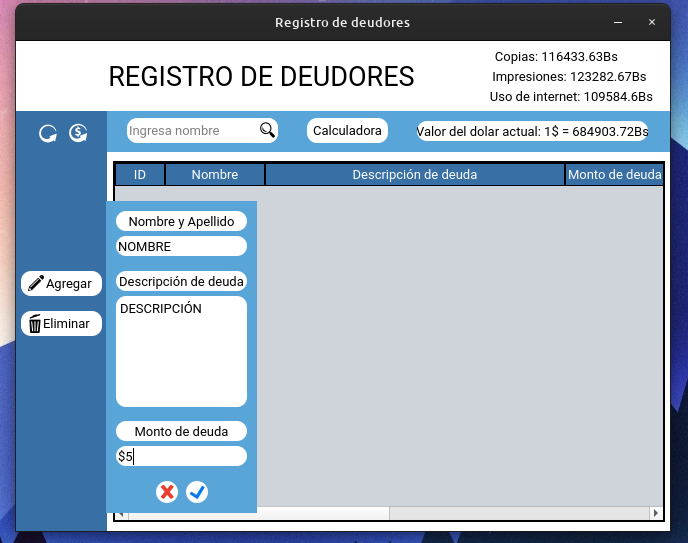 Registro de deudores
REGISTRO DE DEUDORES
Copias: 116433.63Bs
Impresiones: 123282.67Bs
Uso de internet: 109584.6Bs
$
Ingresa nombre
Calculadora
Valor del dolar actual: 1$ = 684903.72Bs
ID Nombre Descripción de deuda Monto de deuda
Agregar
Eliminar
Nombre y Apellido
NOMBRE
Descripción de deuda
DESCRIPCIÓN
Monto de deuda
$5